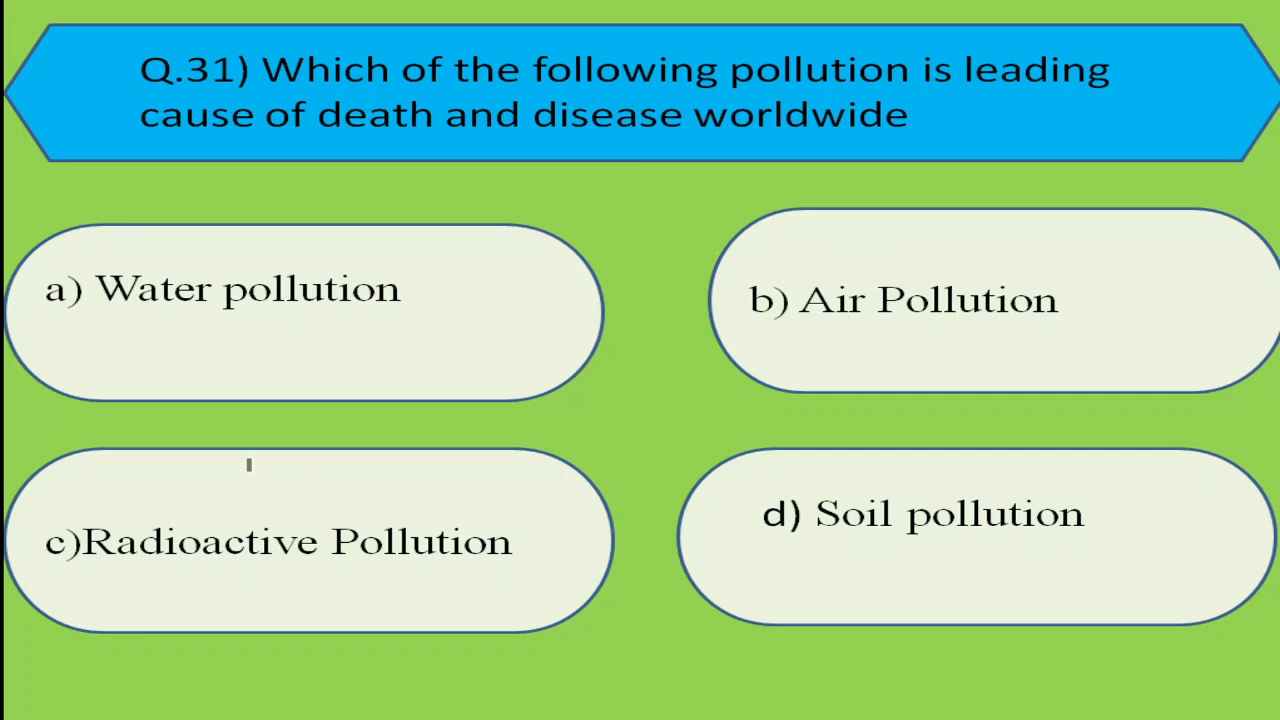 Q.31) Which of the following pollution is leading
cause of death and disease worldwide
a) Water pollution
b) Air Pollution
c)Radioactive Pollution
d) Soil pollution